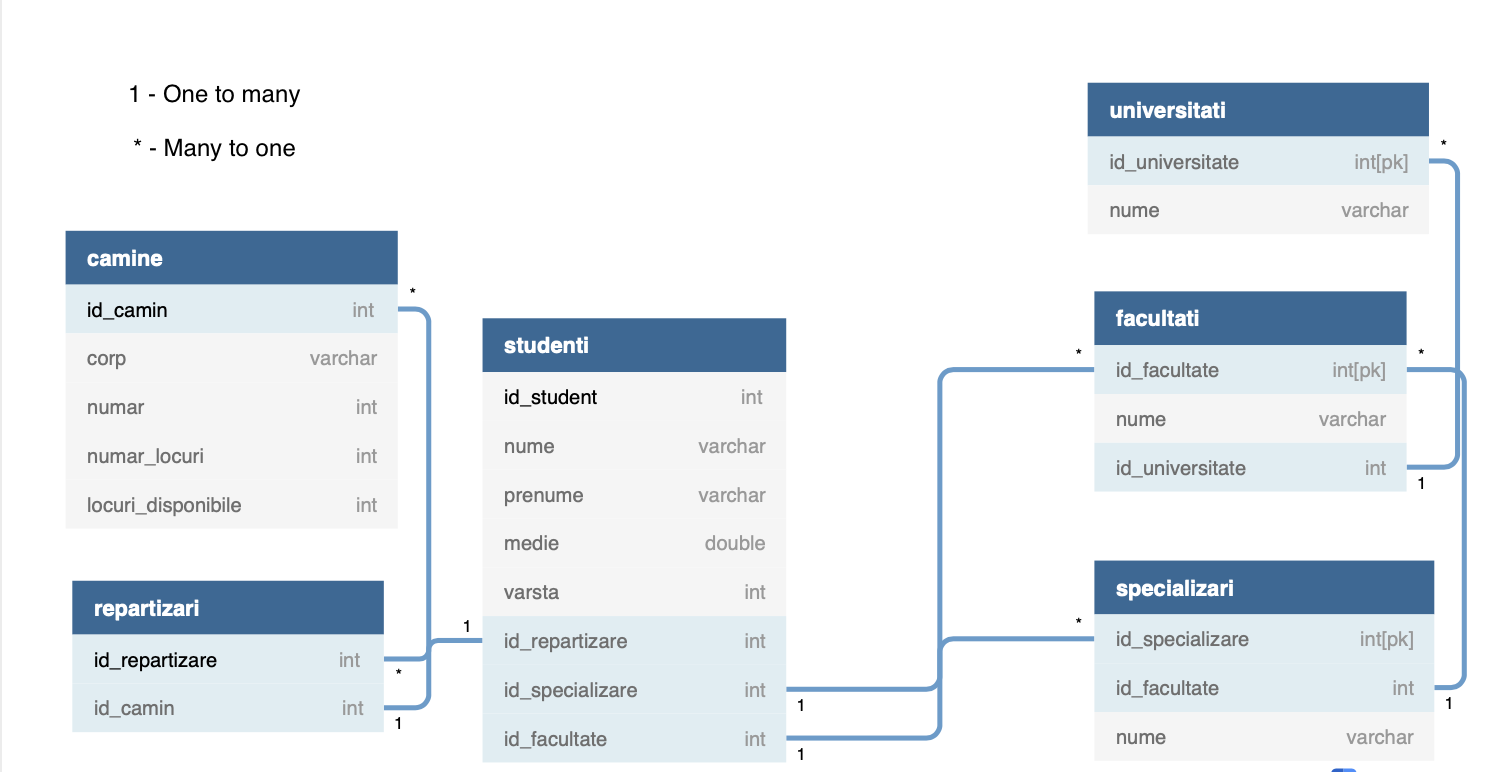 1 - One to many
* - Many to one
camine
id_camin int
corp varchar
numar int
numar_locuri int
locuri_disponibile int
*
repartizari
id_repartizare int
*
id_camin int
1
studenti
id_student int
nume varchar
prenume varchar
medie double
varsta int
1
id_repartizare int
id_specializare int
1
id_facultate int
1
universitati
id_universitate int[pk]
*
nume varchar
facultati
*
id_facultate int[pk]
*
nume varchar
id_universitate int
1
specializari
*
id_specializare int[pk]
id_facultate int
1
nume varchar